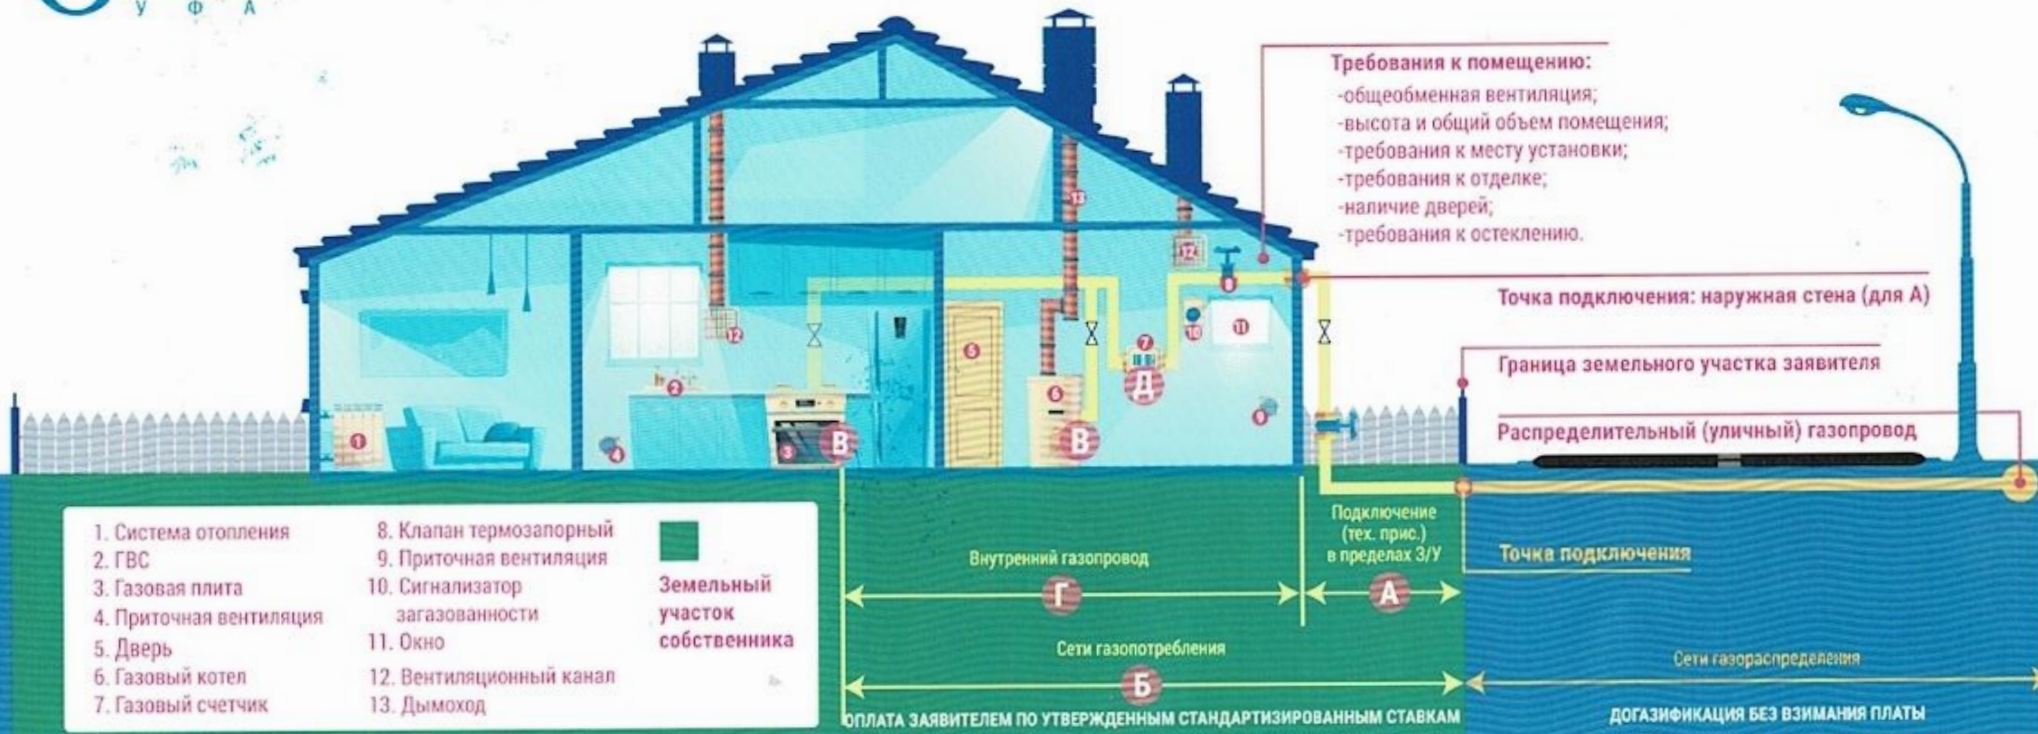 УФА
Требования к помещению:
-общеобменная вентиляция;
-высота и общий объем помещения;
-требования к месту установки;
-требования к отделке;
-наличие дверей;
-требования к остеклению.
Точка подключения: наружная стена (для А)
Граница земельного участка заявителя
Распределительный (уличный) газопровод
13
12
8
12
10
11
5
7
Д
2
6
9
1
4
3
В
В
1. Система отопления
2. ГВС
3. Газовая плита
4. Приточная вентиляция
5. Дверь
6. Газовый котел
7. Газовый счетчик
8. Клапан термозапорный
9. Приточная вентиляция
10. Сигнализатор
загазованности
11. Окно
12. Вентиляционный канал
13. Дымоход
Земельный
участок
собственника
Подключение
(тех. прис.)
в пределах З/У
Точка подключения
Внутренний газопровод
Г
А
Сети газопотребления
Б
Сети газораспределения
ОПЛАТА ЗАЯВИТЕЛЕМ ПО УТВЕРЖДЕННЫМ СТАНДАРТИЗИРОВАННЫМ СТАВКАМ
ДОГАЗИФИКАЦИЯ БЕЗ ВЗИМАНИЯ ПЛАТЫ